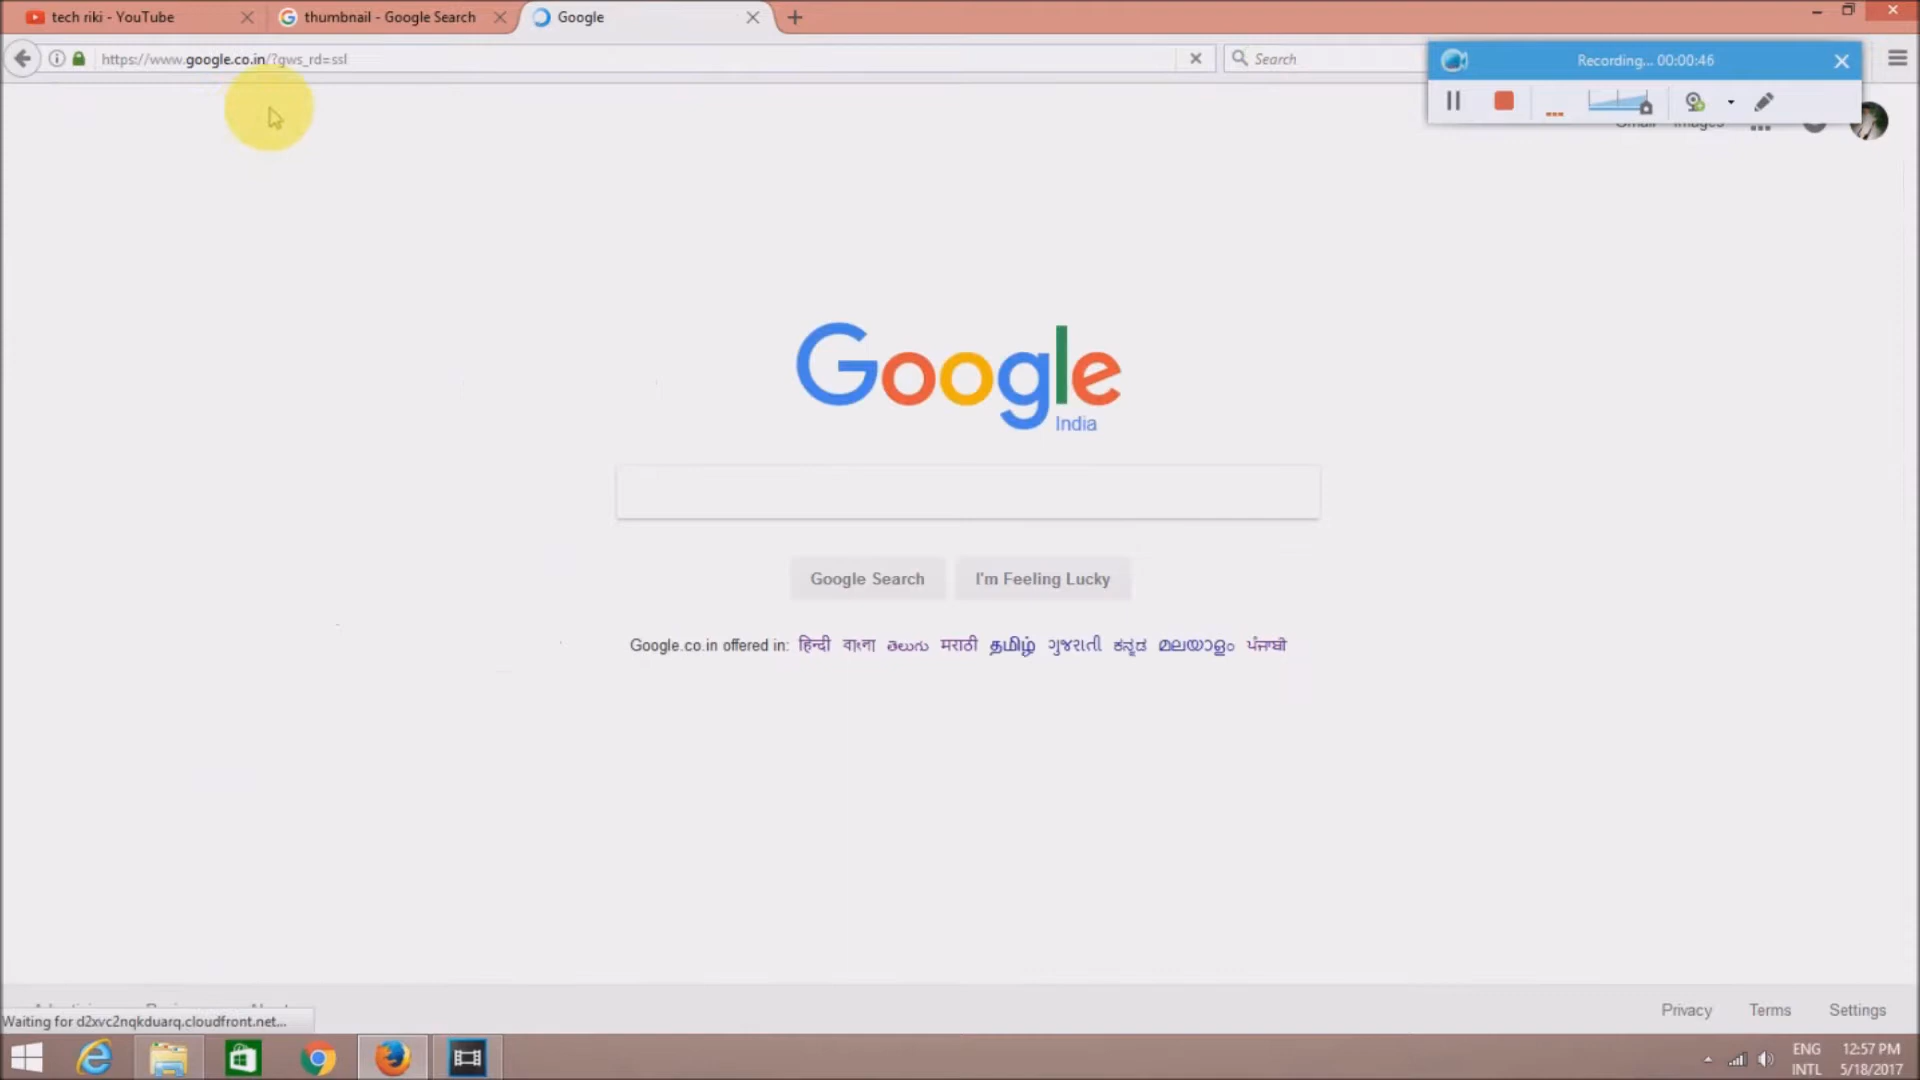 tech riki - YouTube
thumbnail - Google Search
Google
https://www.google.co.in/?gws_rd=ssl
Search
Recording... 00:00:46
Google
India
Google Search
I'm Feeling Lucky
Google.co.in offered in: हिन्दी বাংলা తెలుగు मराठी தமிழ் ગુજરાતી ಕನ್ನಡ മലയാളം ਪੰਜਾਬੀ
Privacy
Terms
Settings
Waiting for d2xvc2nqkduarq.cloudfront.net...
ENG
INTL
12:57 PM
5/18/2017